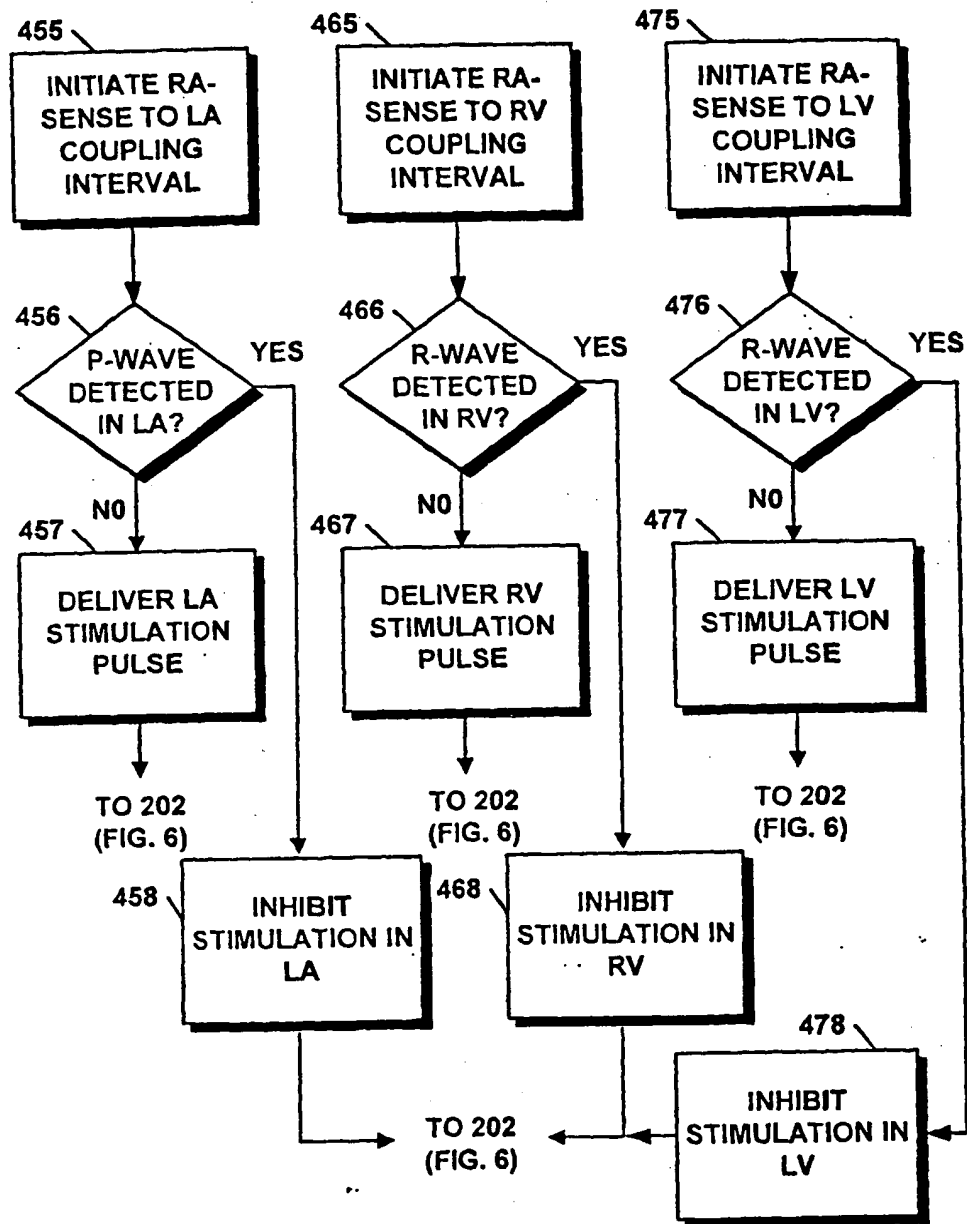 455
INITIATE RA-
SENSE TO LA
COUPLING
INTERVAL
465
INITIATE RA-
SENSE TO RV
COUPLING
INTERVAL
475
INITIATE RA-
SENSE TO LV
COUPLING
INTERVAL
456
P-WAVE
DETECTED
IN LA?
YES
NO
466
R-WAVE
DETECTED
IN RV?
YES
NO
476
R-WAVE
DETECTED
IN LV?
YES
NO
457
DELIVER LA
STIMULATION
PULSE
467
DELIVER RV
STIMULATION
PULSE
477
DELIVER LV
STIMULATION
PULSE
TO 202
(FIG. 6)
TO 202
(FIG. 6)
TO 202
(FIG. 6)
458
INHIBIT
STIMULATION IN
LA
468
INHIBIT
STIMULATION IN
RV
478
INHIBIT
STIMULATION IN
LV
TO 202
(FIG. 6)